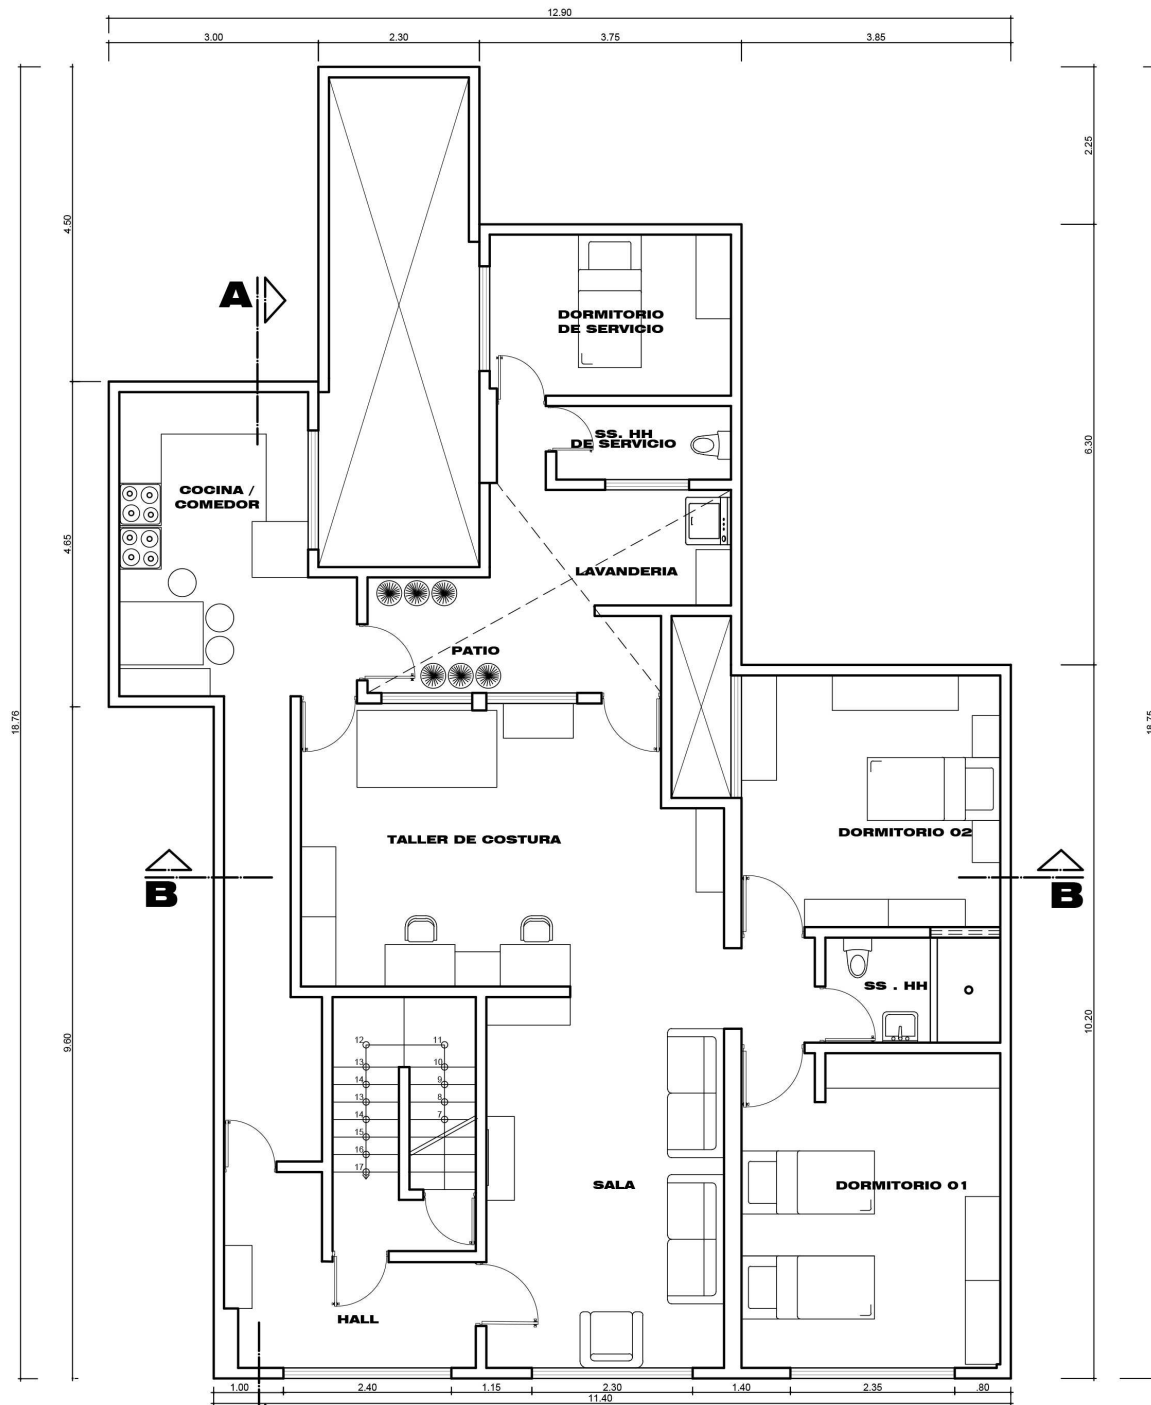 12.90
3.00 2.30 3.75 3.85
2.25
4.50
A
DORMITORIO
DE SERVICIO
SS. HH
DE SERVICIO
6.30
COCINA /
COMEDOR
4.65
LAVANDERIA
PATIO
18.76
18.75
TALLER DE COSTURA
DORMITORIO 02
B
B
SS . HH
9.60
10.20
12 11
13 10
14 9
13 8
14 7
15
16
17
SALA
DORMITORIO 01
HALL
1.00 2.40 1.15 2.30 1.40 2.35 .80
11.40